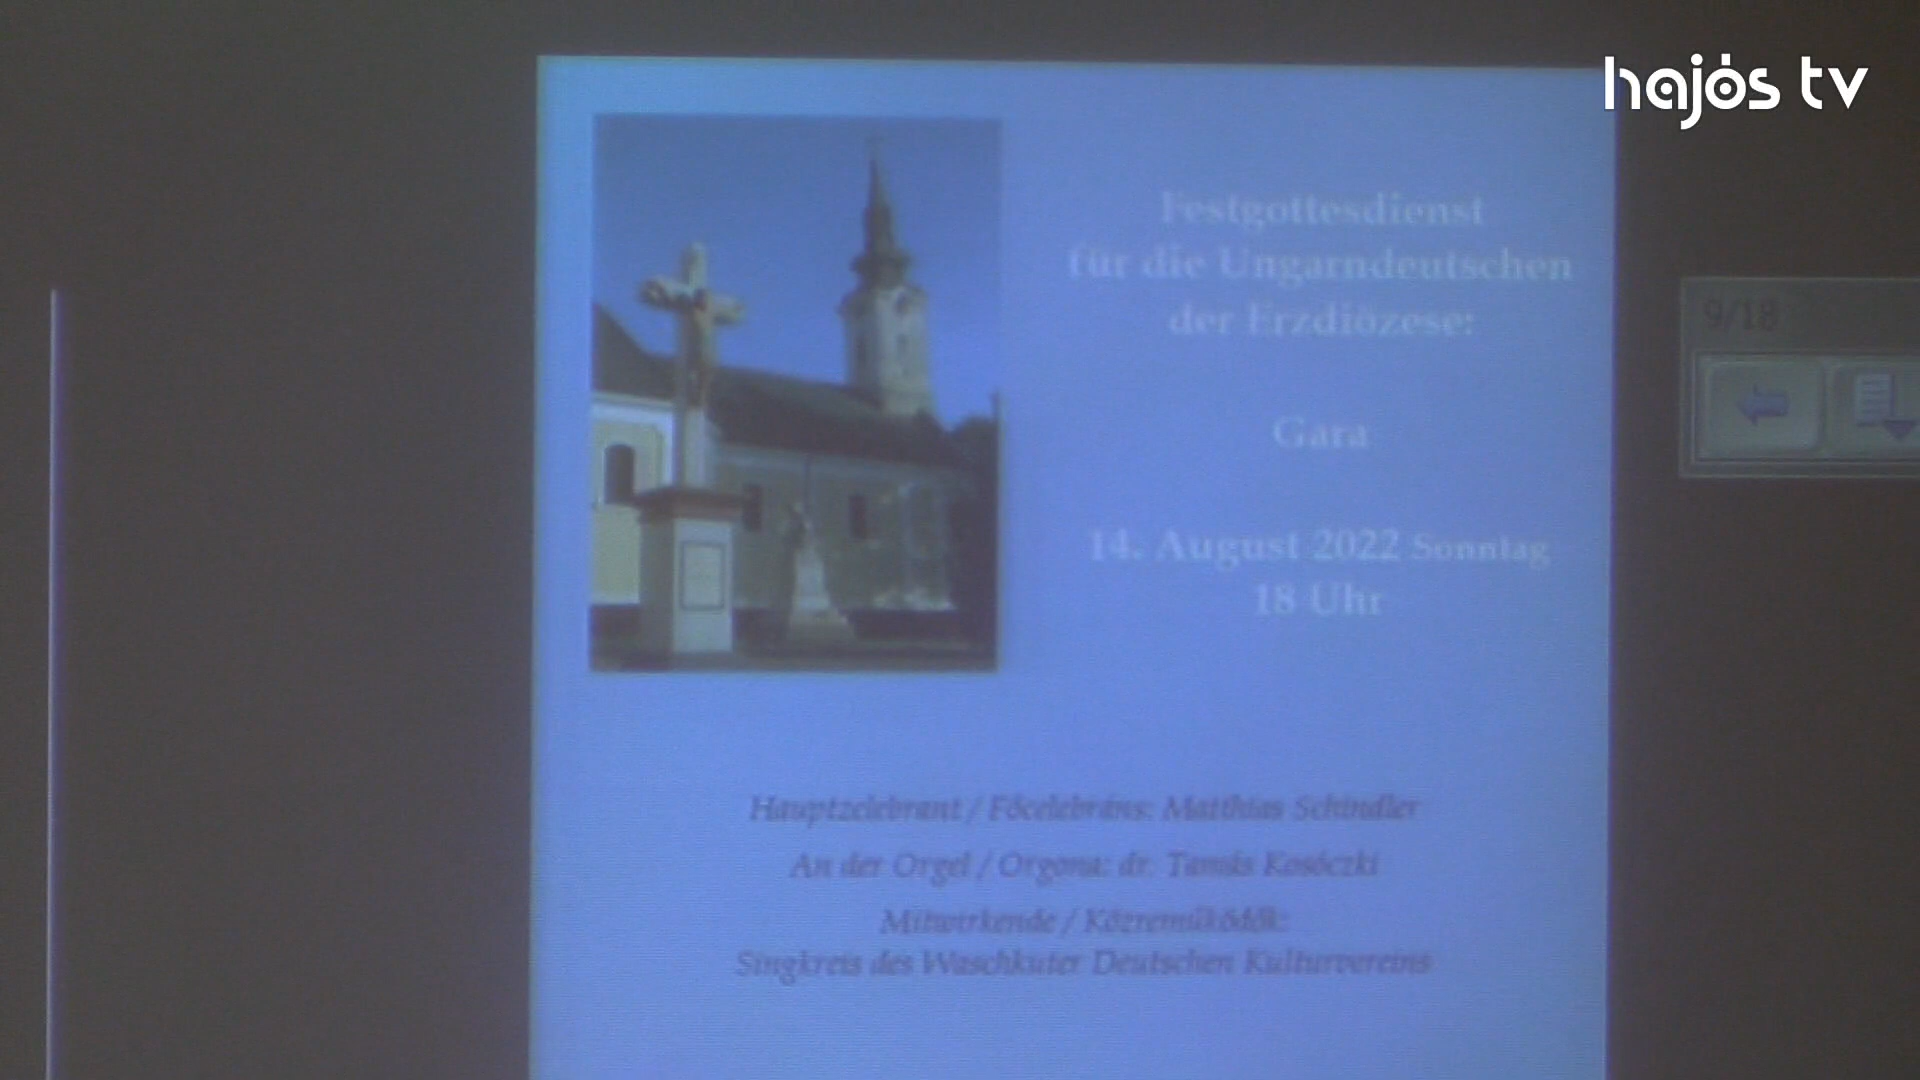 hajós tv
Festgottesdienst
für die Ungarndeutschen
der Erzdiözese:
Gara
14. August 2022 Sonntag
18 Uhr
9/18
Hauptzelebrant / Főcelebráns: Matthias Schindler
An der Orgel / Orgona: dr. Tamás Kosóczki
Mitwirkende / Közreműködők:
Singkreis des Waschkuter Deutschen Kulturvereins